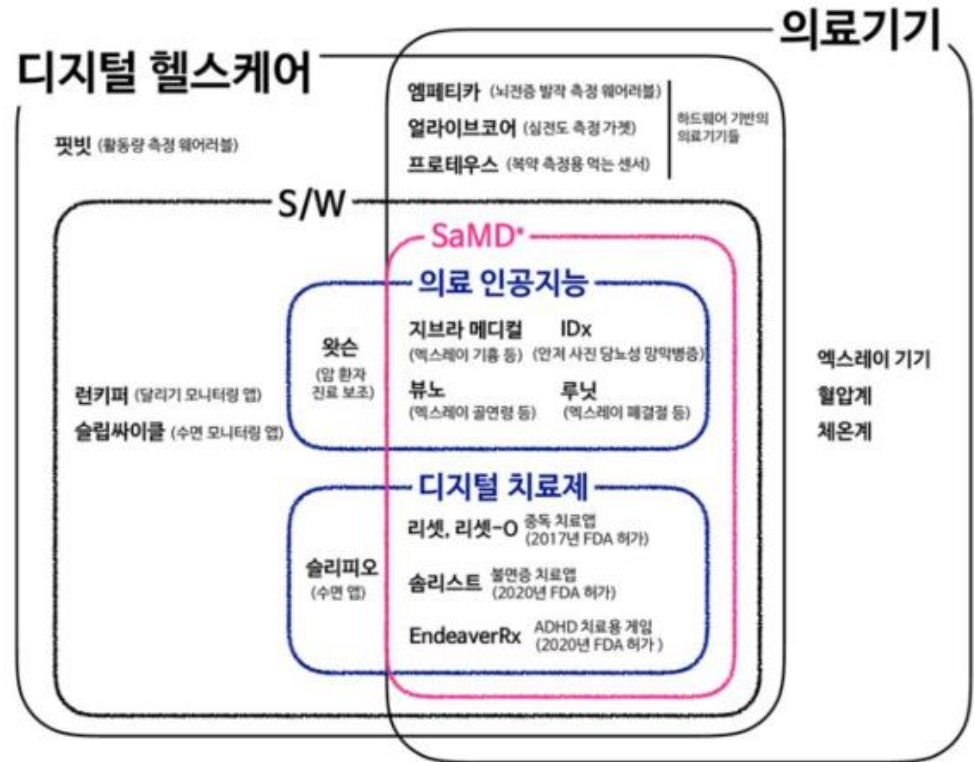 의료기기
디지털 헬스케어
엠페티카 (뇌전증 발작 측정 웨어러블)
얼라이브코어 (심전도 측정 가젯)
프로테우스 (복약 측정용 먹는 센서)
하드웨어 기반의
의료기기들
핏빗 (활동량 측정 웨어러블)
S/W
SaMD*
의료 인공지능
왓슨
(암 환자
진료 보조)
지브라 메디컬
(엑스레이 기흉 등)
IDx
(안저 사진 당뇨성 망막병증)
뷰노
(엑스레이 골연령 등)
루닛
(엑스레이 폐결절 등)
런키퍼 (달리기 모니터링 앱)
슬립싸이클 (수면 모니터링 앱)
엑스레이 기기
혈압계
체온계
디지털 치료제
슬리피오
(수면 앱)
리셋, 리셋-O 중독 치료앱
(2017년 FDA 허가)
솜리스트 불면증 치료앱
(2020년 FDA 허가)
EndeaverRx ADHD 치료용 게임
(2020년 FDA 허가 )